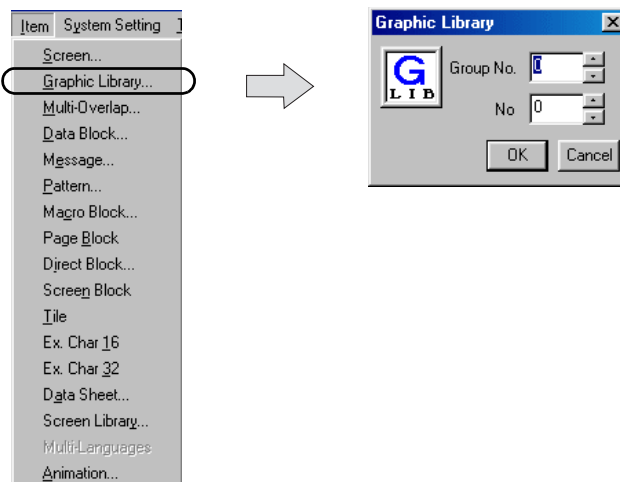 Item System Setting
Screen...
Graphic Library...
Multi-Overlap...
Data Block...
Message...
Pattern...
Macro Block...
Page Block
Direct Block...
Screen Block
Tile
Ex. Char 16
Ex. Char 32
Data Sheet...
Screen Library...
Multi-Languages
Animation...
Graphic Library
G
LIB
Group No. 0
No 0
OK Cancel